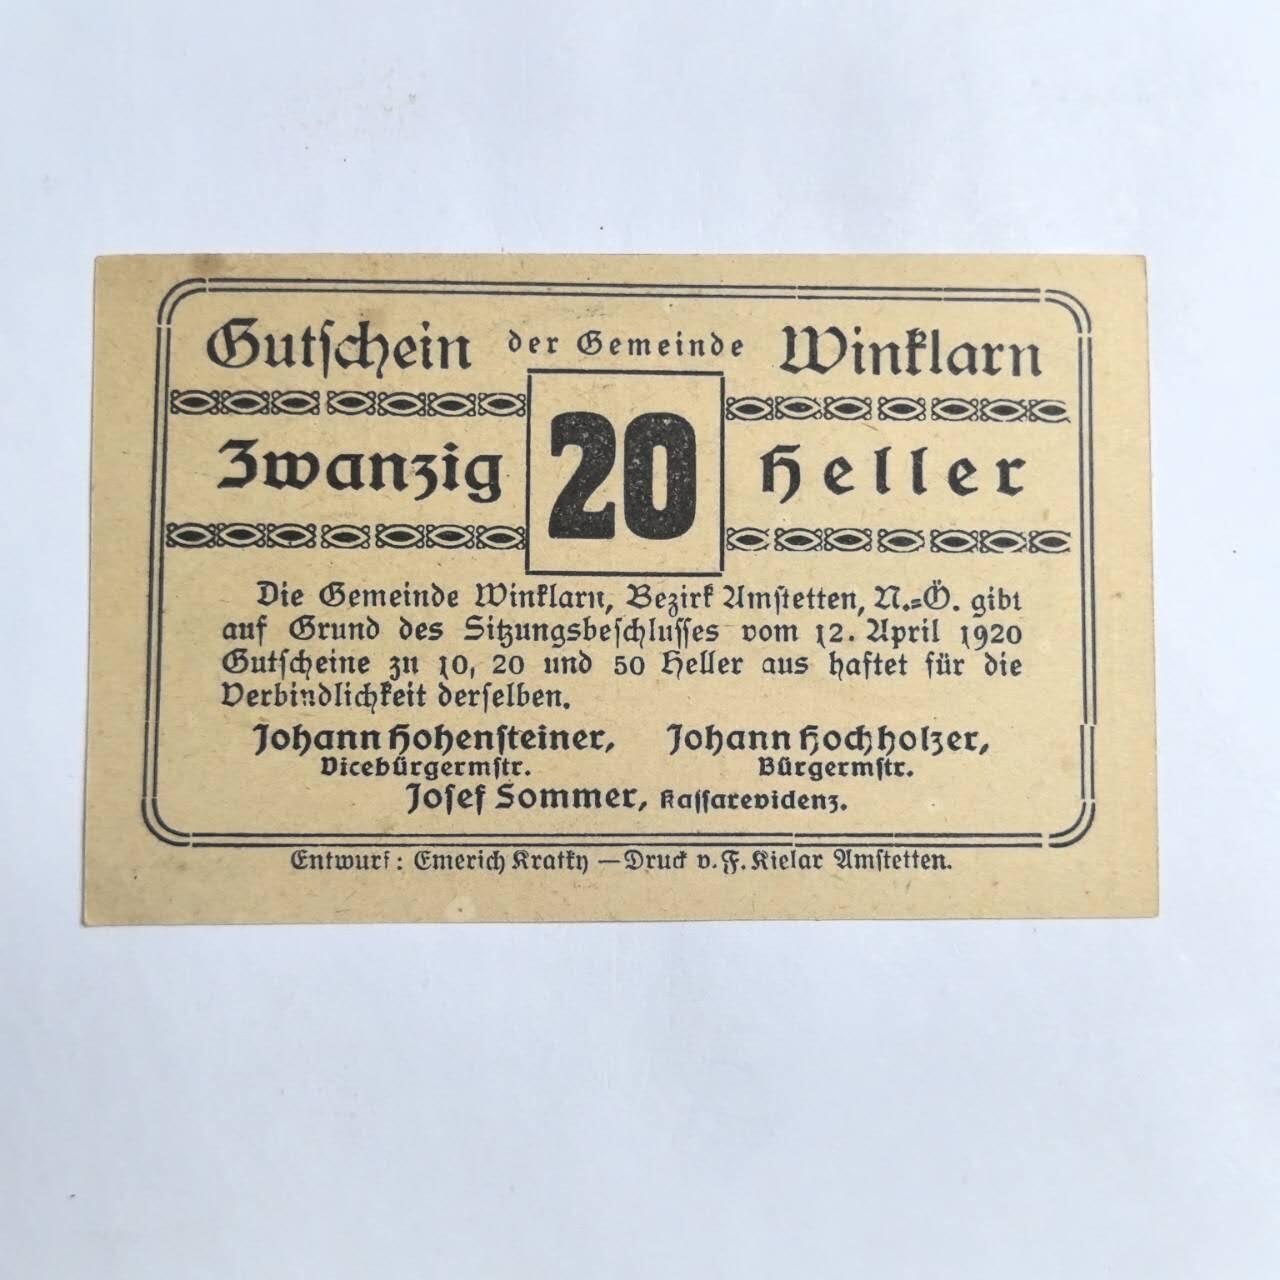 Gutschein der Gemeinde Winklarn
Zwanzig 20 Heller
Die Gemeinde Winklarn, Bezirk Amstetten, N.=Ö. gibt
auf Grund des Sitzungsbeschlusses vom 12. April 1920
Gutscheine zu 10, 20 und 50 Heller aus haftet für die
Verbindlichkeit derselben.
Johann Hohensteiner, Johann Hochholzer,
Vicebürgermstr. Bürgermstr.
Josef Sommer, Kassarevidenz.
Entwurf: Emerich Kratky — Druck v. F. Kielar Amstetten.